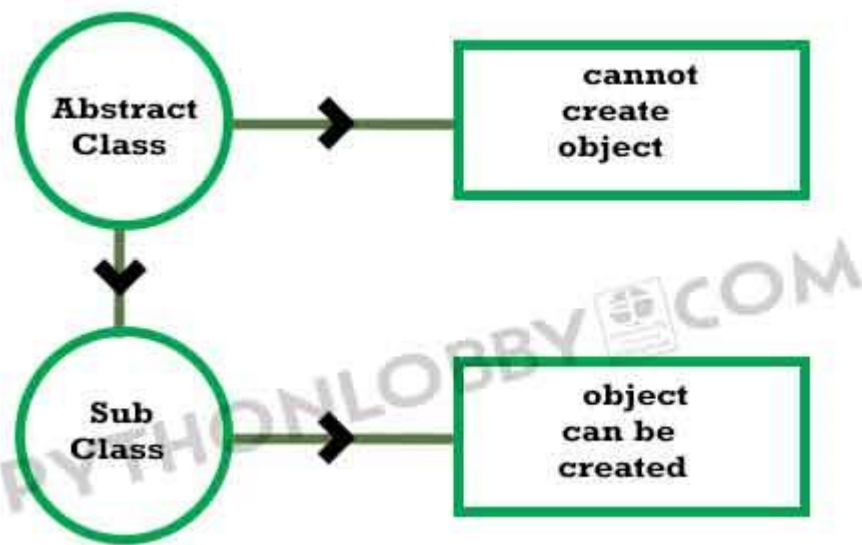 Abstract
Class
cannot
create
object
Sub
Class
object
can be
created
PYTHONLOBBY.COM